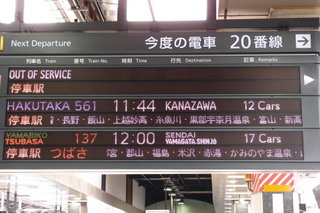 Next Departure 今度の電車 20番線 →
列車名 Train 番号 Train No. 時刻 Time 行先 Destination 記事 Remarks
OUT OF SERVICE
停車駅
HAKUTAKA 561 11:44 KANAZAWA 12 Cars
停車駅 ・長野・飯山・上越妙高・糸魚川・黒部宇奈月温泉・富山・新高
YAMABIKO TSUBASA 137 12:00 SENDAI YAMAGATA.SHINJO 17 Cars
停車駅 つばさ 宮・郡山・福島・米沢・赤湯・かみのやま温泉・